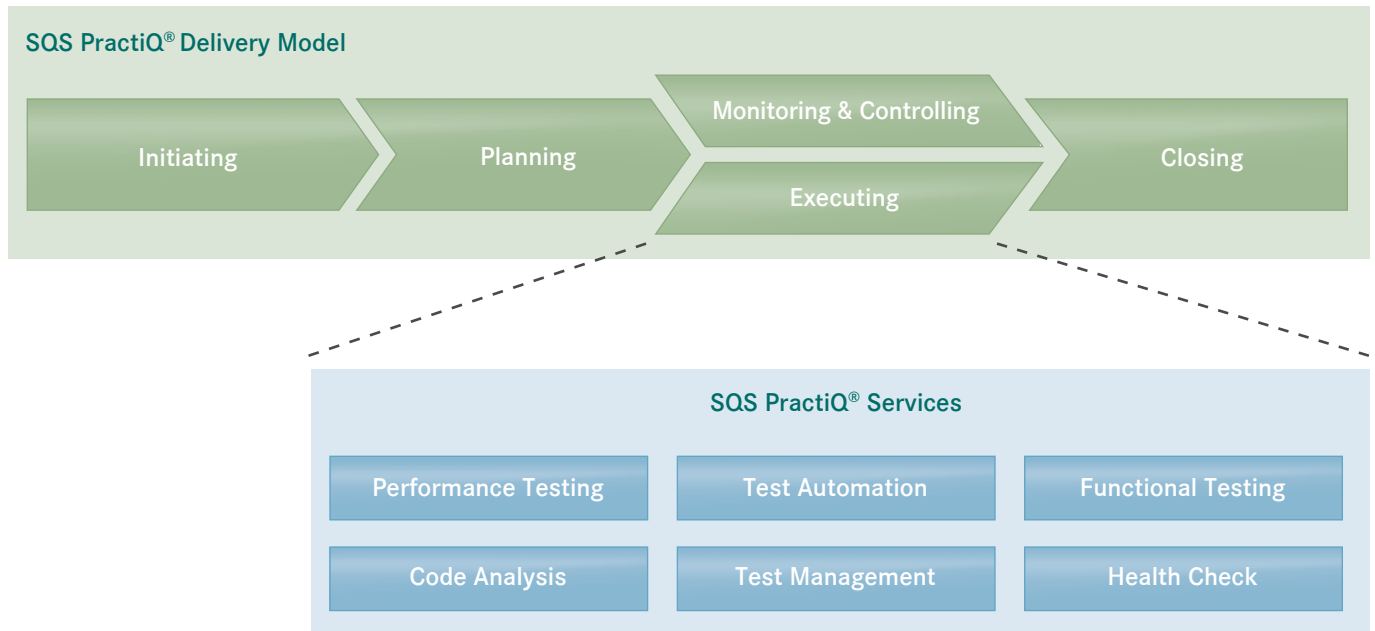 SQS PractiQ® Delivery Model
Initiating
Planning
Monitoring & Controlling
Executing
Closing
SQS PractiQ® Services
Performance Testing
Test Automation
Functional Testing
Code Analysis
Test Management
Health Check